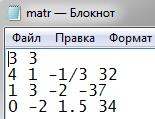 matr — Блокнот
Файл Правка Формат
3 3
4 1 -1/3 32
1 3 -2 -37
0 -2 1.5 34